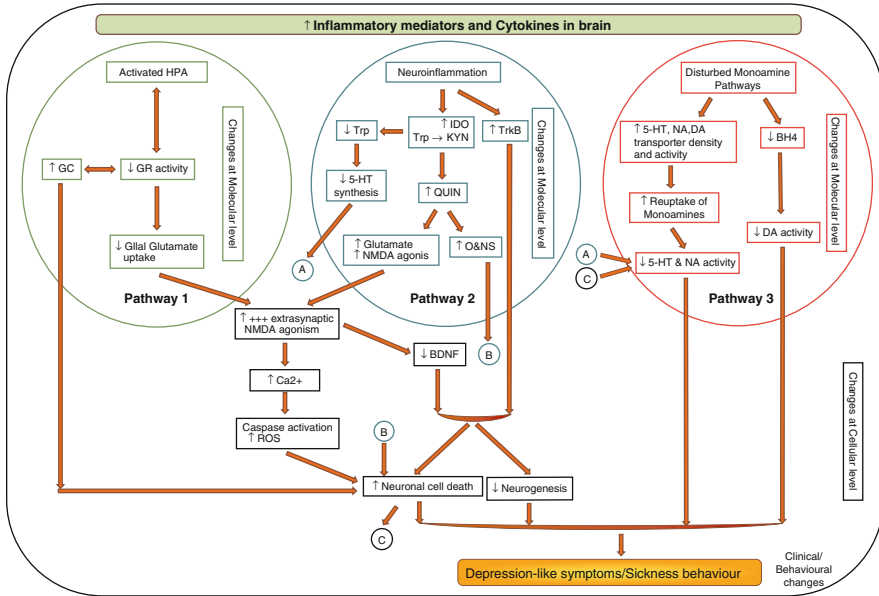 ↑ Inflammatory mediators and Cytokines in brain
Activated HPA
↑ GC
↓ GR activity
↓ Glial Glutamate
uptake
Changes at Molecular level
Pathway 1
Neuroinflammation
↓ Trp
↑ IDO
Trp → KYN
↑ TrkB
↓ 5-HT
synthesis
↑ QUIN
↑ Glutamate
↑ NMDA agonis
↑ O&NS
A
Changes at Molecular level
Pathway 2
B
Disturbed Monoamine
Pathways
↑ 5-HT, NA,DA
transporter density
and activity
↓ BH4
↑ Reuptake of
Monoamines
↓ DA activity
A
C
↓ 5-HT & NA activity
Changes at Molecular level
Pathway 3
↑ +++ extrasynaptic
NMDA agonism
↓ BDNF
↑ Ca2+
Caspase activation
↑ ROS
B
↑ Neuronal cell death
↓ Neurogenesis
C
Changes at Cellular level
Depression-like symptoms/Sickness behaviour
Clinical/
Behavioural
changes